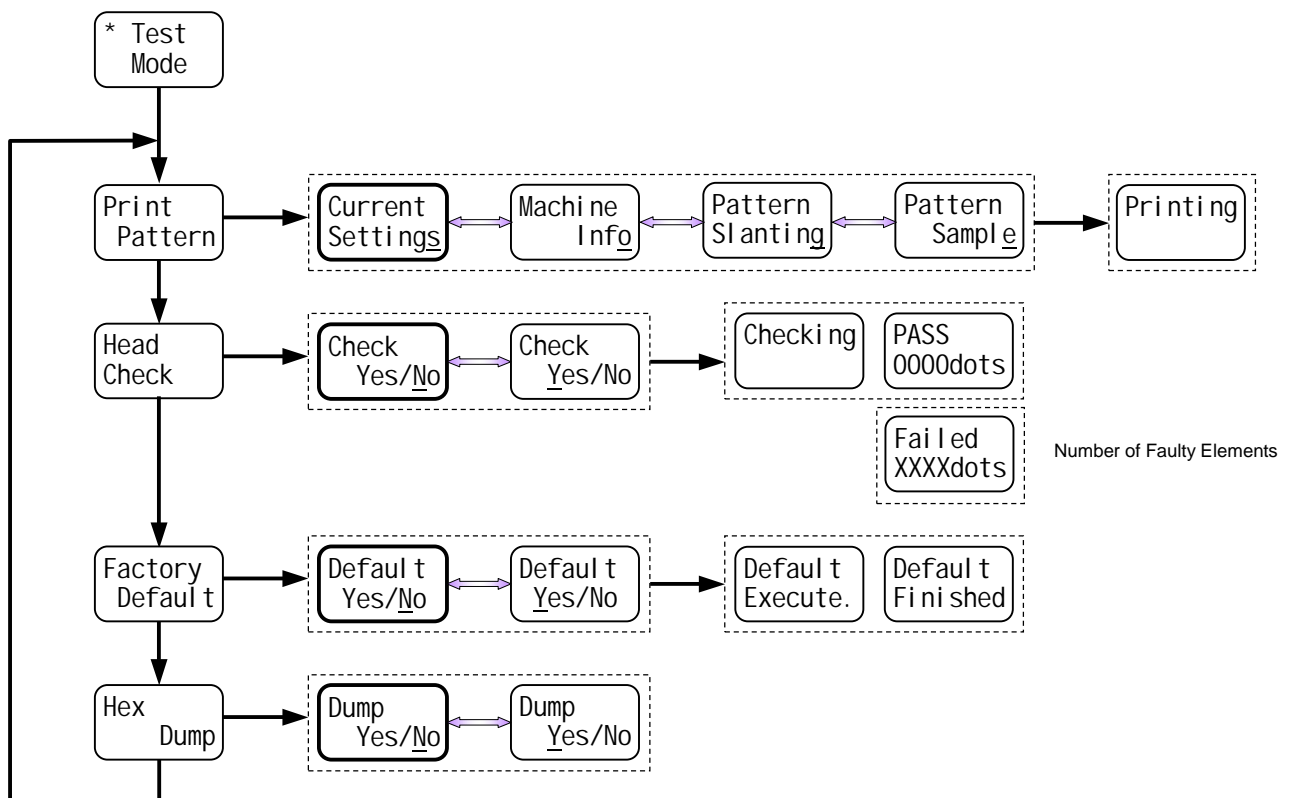 * Test
Mode
Print
Pattern
Current
Settings
Machine
Info
Pattern
Slanting
Pattern
Sample
Printing
Head
Check
Check
Yes/No
Check
Yes/No
Checking
PASS
0000dots
Failed
XXXXdots
Number of Faulty Elements
Factory
Default
Default
Yes/No
Default
Yes/No
Default
Execute.
Default
Finished
Hex
Dump
Dump
Yes/No
Dump
Yes/No